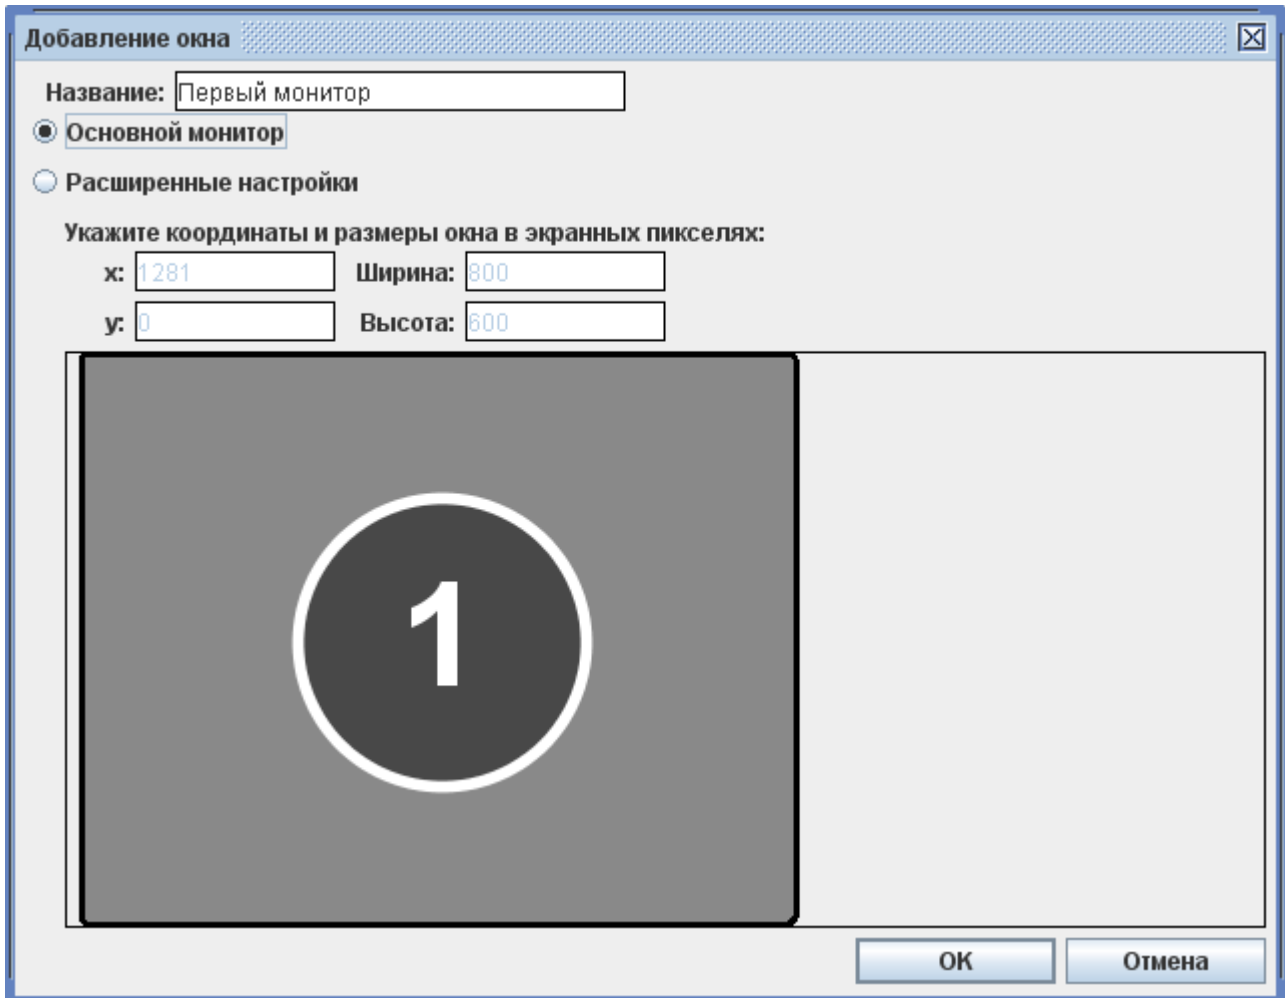 Добавление окна
Название: Первый монитор
Основной монитор
Расширенные настройки
Укажите координаты и размеры окна в экранных пикселях:
x: 1281 Ширина: 800
y: 0 Высота: 600
1
ОК Отмена